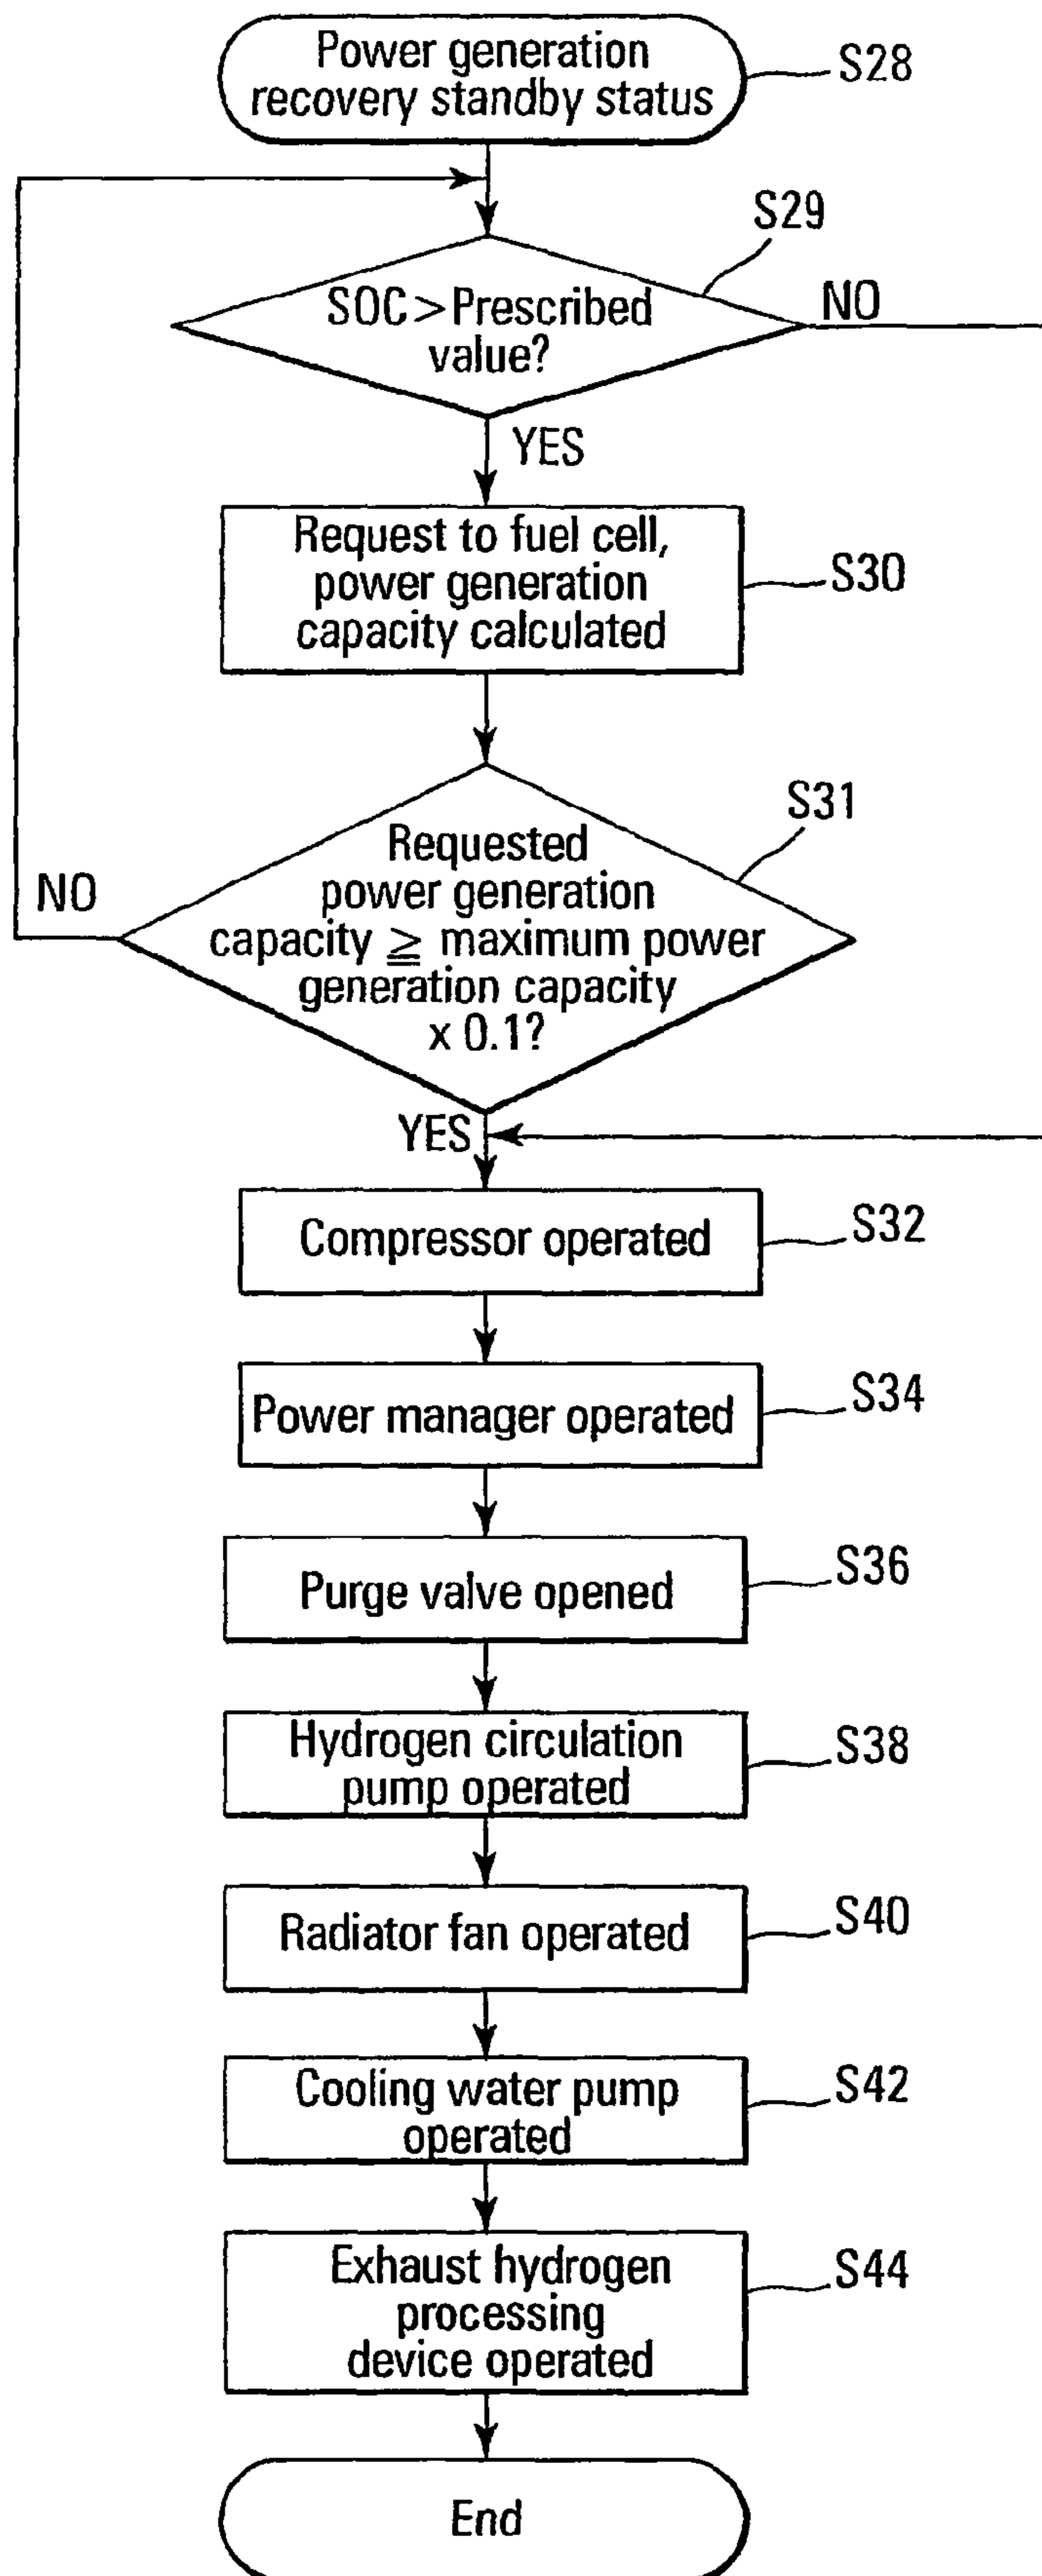 Power generation
recovery standby status
S28
S29
SOC > Prescribed
value?
NO
YES
Request to fuel cell,
power generation
capacity calculated
S30
S31
Requested
power generation
capacity ≧ maximum power
generation capacity
x 0.1?
NO
YES
Compressor operated
S32
Power manager operated
S34
Purge valve opened
S36
Hydrogen circulation
pump operated
S38
Radiator fan operated
S40
Cooling water pump
operated
S42
Exhaust hydrogen
processing
device operated
S44
End